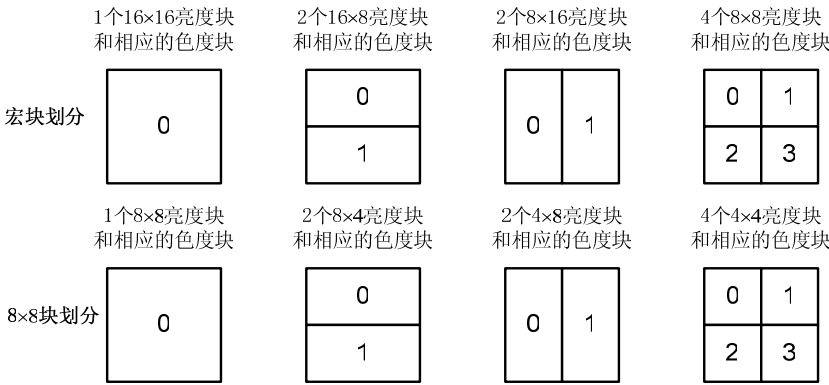 1个16×16亮度块
和相应的色度块
2个16×8亮度块
和相应的色度块
2个8×16亮度块
和相应的色度块
4个8×8亮度块
和相应的色度块
宏块划分
0
0
1
0 1
0 1
2 3
1个8×8亮度块
和相应的色度块
2个8×4亮度块
和相应的色度块
2个4×8亮度块
和相应的色度块
4个4×4亮度块
和相应的色度块
8×8块划分
0
0
1
0 1
0 1
2 3